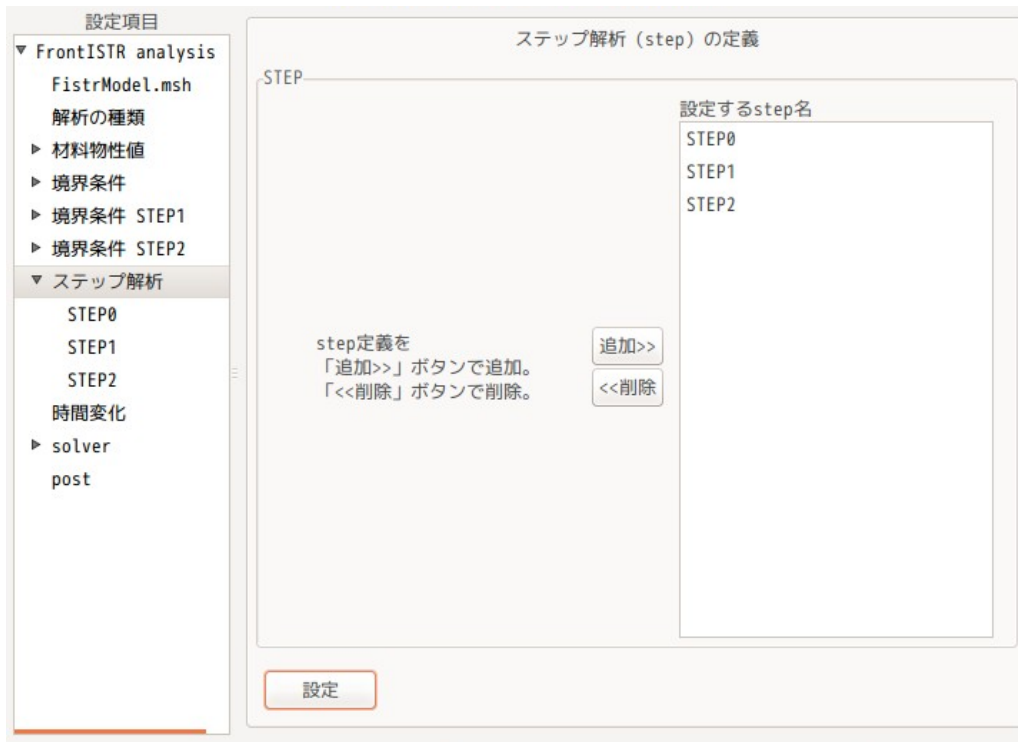 設定項目
FrontISTR analysis
FistrModel.msh
解析の種類
材料物性値
境界条件
境界条件 STEP1
境界条件 STEP2
ステップ解析
STEP0
STEP1
STEP2
時間変化
solver
post
ステップ解析 (step) の定義
STEP
step定義を
「追加>>」ボタンで追加。
「<<削除」ボタンで削除。
追加>>
<<削除
設定するstep名
STEP0
STEP1
STEP2
設定